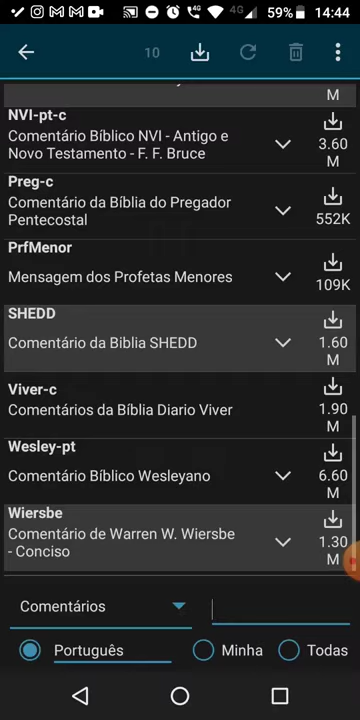 4G 4G 59% 14:44
10
M
NVI-pt-c
Comentário Bíblico NVI - Antigo e
Novo Testamento - F. F. Bruce
3.60
M
Preg-c
Comentário da Bíblia do Pregador
Pentecostal
552K
PrfMenor
Mensagem dos Profetas Menores
109K
SHEDD
Comentário da Biblia SHEDD
1.60
M
Viver-c
Comentários da Bíblia Diario Viver
1.90
M
Wesley-pt
Comentário Bíblico Wesleyano
6.60
M
Wiersbe
Comentário de Warren W. Wiersbe
- Conciso
1.30
M
Comentários
Português Minha Todas